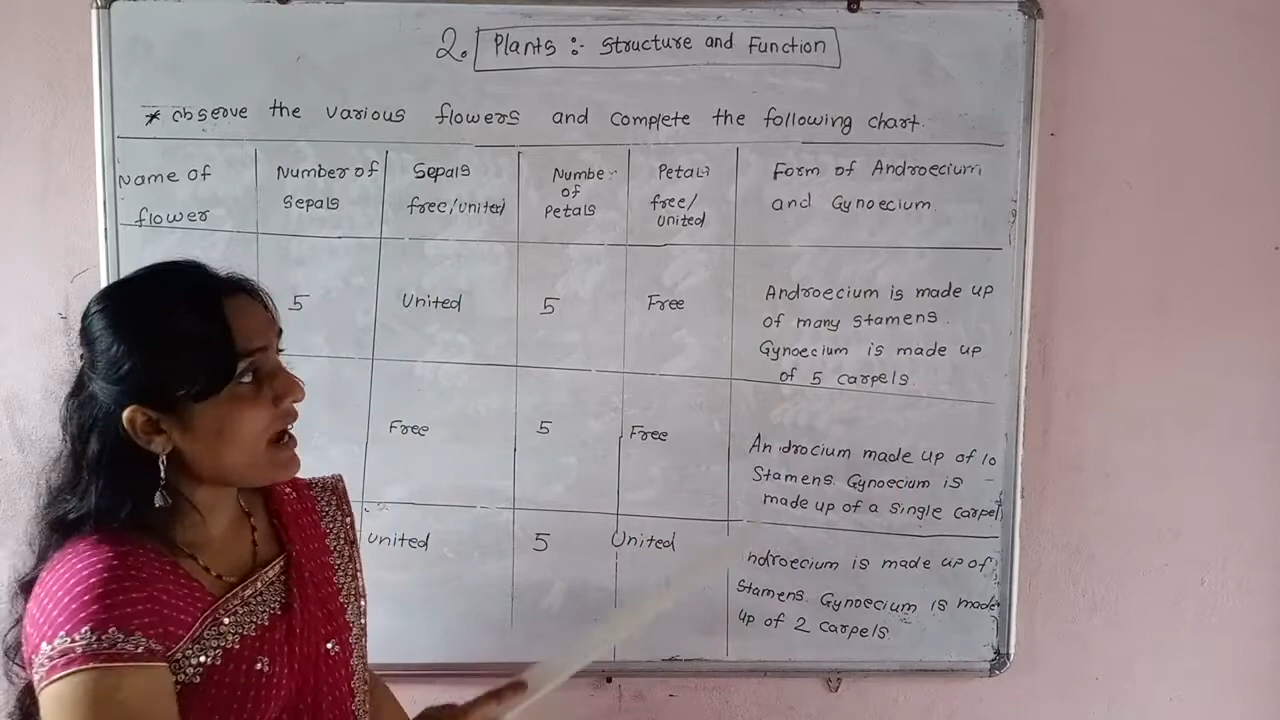 2. Plants :- Structure and Function
* Observe the various flowers and complete the following chart.
Name of flower
Number of Sepals
Sepals free/united
Number of Petals
Petals free/united
Form of Androecium and Gynoecium.
5
United
5
Free
Androecium is made up
of many stamens.
Gynoecium is made up
of 5 carpels.
Free
5
Free
Androcium made up of 10
Stamens. Gynoecium is
made up of a single carpel
united
5
United
ndroecium is made up of
Stamens. Gynoecium is made
up of 2 carpels.